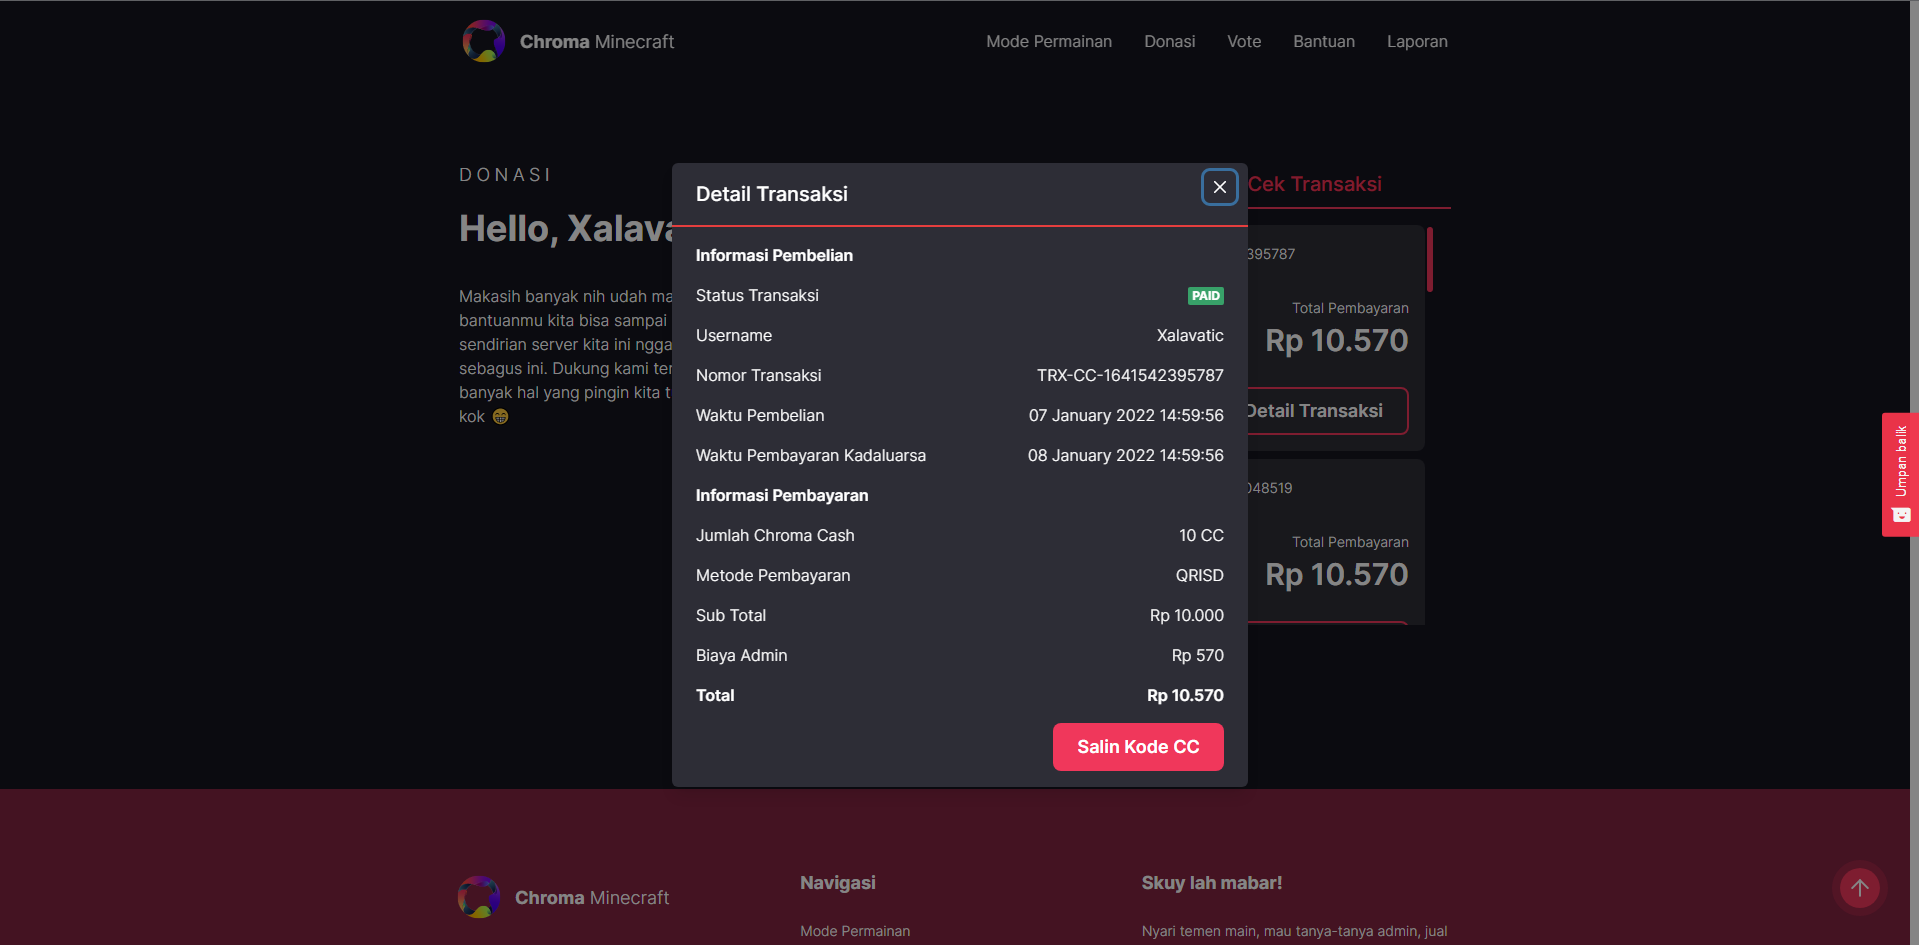 Chroma Minecraft
Mode Permainan Donasi Vote Bantuan Laporan
DONASI
Hello, Xalava
Makasih banyak nih udah ma
bantuanmu kita bisa sampai
sendirian server kita ini ngga
sebagus ini. Dukung kami ter
banyak hal yang pingin kita t
kok 😁
Detail Transaksi
Informasi Pembelian
Status Transaksi PAID
Username Xalavatic
Nomor Transaksi TRX-CC-1641542395787
Waktu Pembelian 07 January 2022 14:59:56
Waktu Pembayaran Kadaluarsa 08 January 2022 14:59:56
Informasi Pembayaran
Jumlah Chroma Cash 10 CC
Metode Pembayaran QRISD
Sub Total Rp 10.000
Biaya Admin Rp 570
Total Rp 10.570
Salin Kode CC
Cek Transaksi
395787
Total Pembayaran
Rp 10.570
Detail Transaksi
048519
Total Pembayaran
Rp 10.570
Umpan balik
Chroma Minecraft
Navigasi
Mode Permainan
Skuy lah mabar!
Nyari temen main, mau tanya-tanya admin, jual